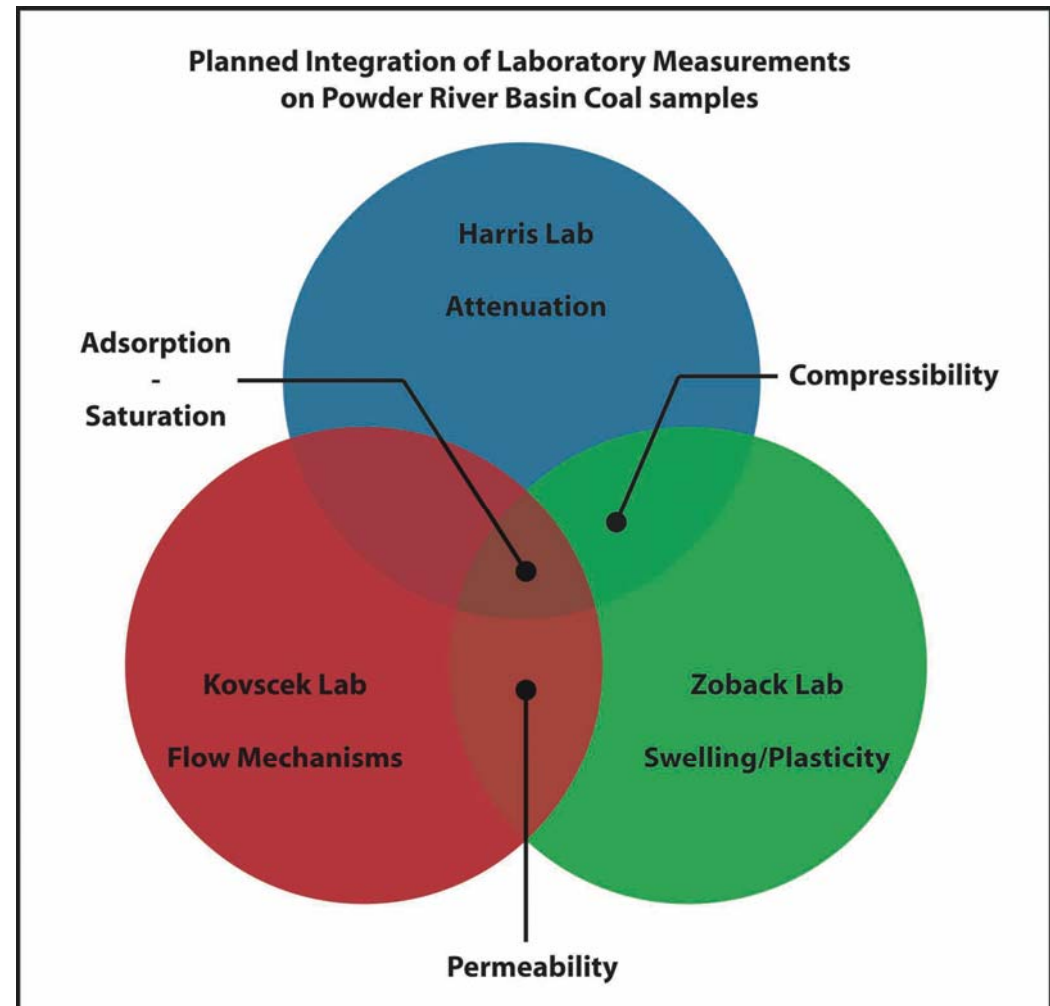 Planned Integration of Laboratory Measurements
on Powder River Basin Coal samples
Harris Lab
Attenuation
Adsorption
-
Saturation
Compressibility
Kovscek Lab
Flow Mechanisms
Zoback Lab
Swelling/Plasticity
Permeability